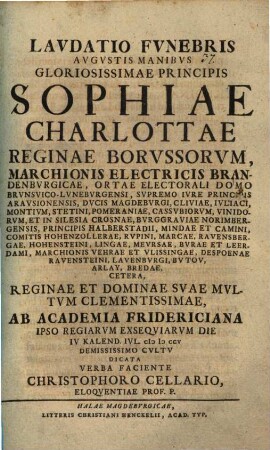 LAVDATIO FVNEBRIS
AVGVSTIS MANIBVS
GLORIOSISSIMAE PRINCIPIS
SOPHIAE
CHARLOTTAE
REGINAE BORVSSORVM,
MARCHIONIS ELECTRICIS BRAN-
DENBVRGICAE, ORTAE ELECTORALI DOMO
BRVNSVICO-LVNEBVRGENSI, SVPREMO IVRE PRINCIPIS
ARAVSIONENSIS, DVCIS MAGDEBVRGI, CLIVIAE, IVLIACI,
MONTIVM, STETINI, POMERANIAE, CASSVBIORVM, VINIDO-
RVM, ET IN SILESIA CROSNAE, BVRGGRAVIAE NORIMBER-
GENSIS, PRINCIPIS HALBERSTADII, MINDAE ET CAMINI,
COMITIS HOHENZOLLERAE, RVPINI, MARCAE, RAVENSBER-
GAE, HOHENSTEINI, LINGAE, MEVRSAE, BVRAE ET LEER-
DAMI, MARCHIONIS VEHRAE ET VLISSINGAE, DESPOENAE
RAVENSTEINI, LAVENBVRGI, BVTOV,
ARLAY, BREDAE,
CETERA,
REGINAE ET DOMINAE SVAE MVL-
TVM CLEMENTISSIMAE,
AB ACADEMIA FRIDERICIANA
IPSO REGIARVM EXSEQVIARVM DIE
IV KALEND. IVL. cIɔ Iɔ ccv
DEMISSISSIMO CVLTV
DICATA
VERBA FACIENTE
CHRISTOPHORO CELLARIO,
ELOQVENTIAE PROF. P.
HALAE MAGDEBVRGICAE,
LITTERIS CHRISTIANI HENCKELII, ACAD. TYP.